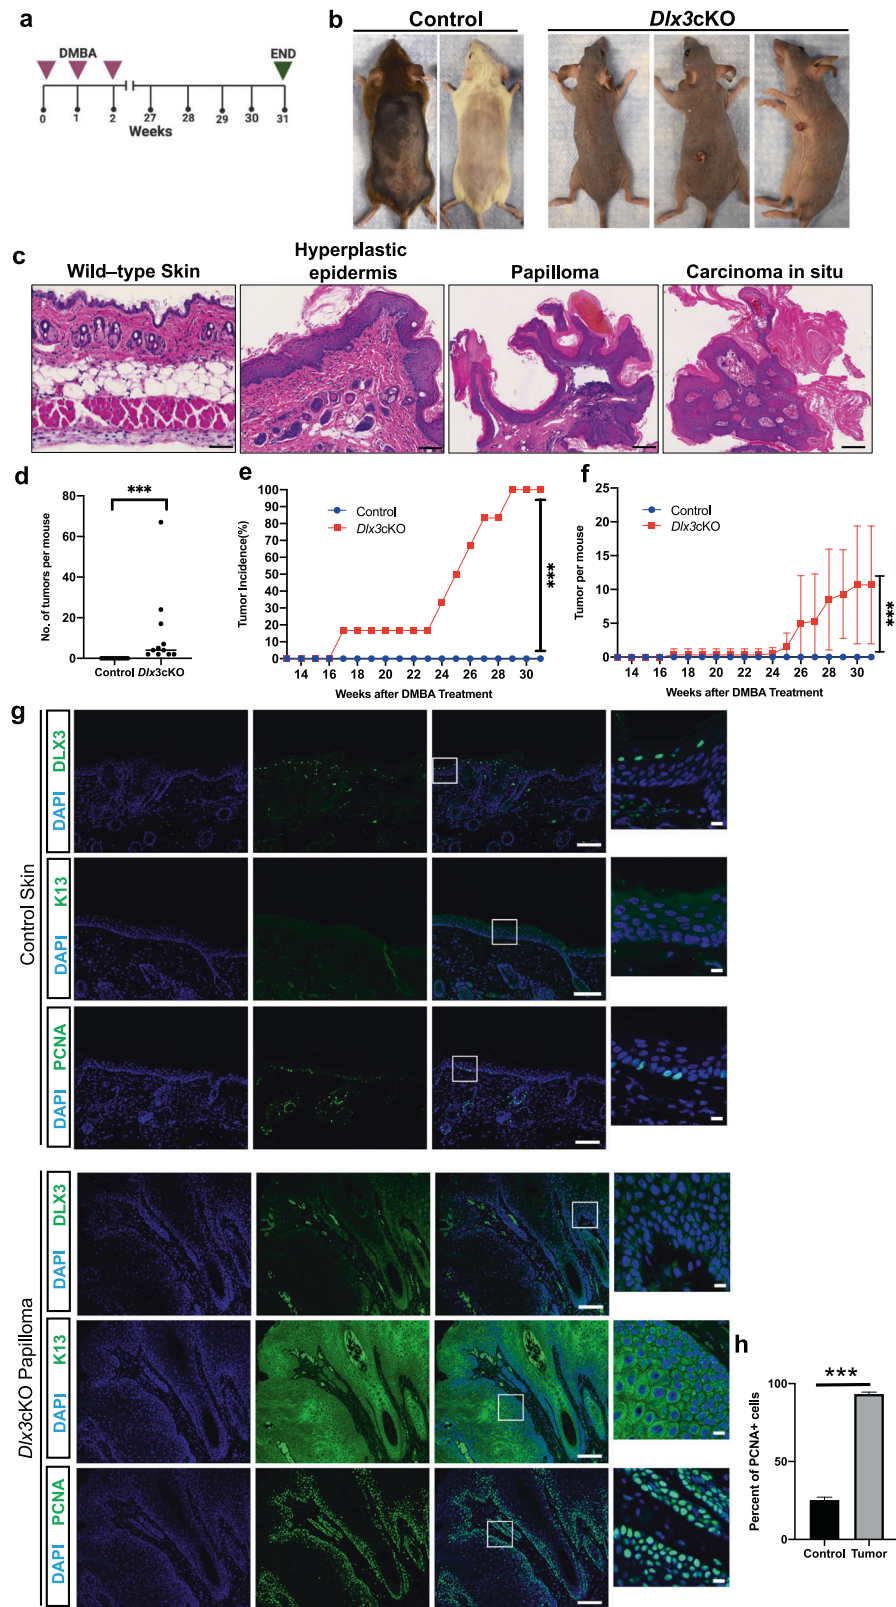 a
DMBA
END
0 1 2 27 28 29 30 31
Weeks
b
Control
Dlx3cKO
c
Wild–type Skin
Hyperplastic
epidermis
Papilloma
Carcinoma in situ
d
***
No. of tumors per mouse
80
60
40
20
0
Control Dlx3cKO
e
Tumor Incidence(%)
100
90
80
70
60
50
40
30
20
10
0
Control
Dlx3cKO
***
14 16 18 20 22 24 26 28 30
Weeks after DMBA Treatment
f
Tumor per mouse
25
20
15
10
5
0
Control
Dlx3cKO
***
14 16 18 20 22 24 26 28 30
Weeks after DMBA Treatment
g
Control Skin
DAPI DLX3
DAPI K13
DAPI PCNA
Dlx3cKO Papilloma
DAPI DLX3
DAPI K13
DAPI PCNA
h
***
Percent of PCNA+ cells
100
50
0
Control Tumor